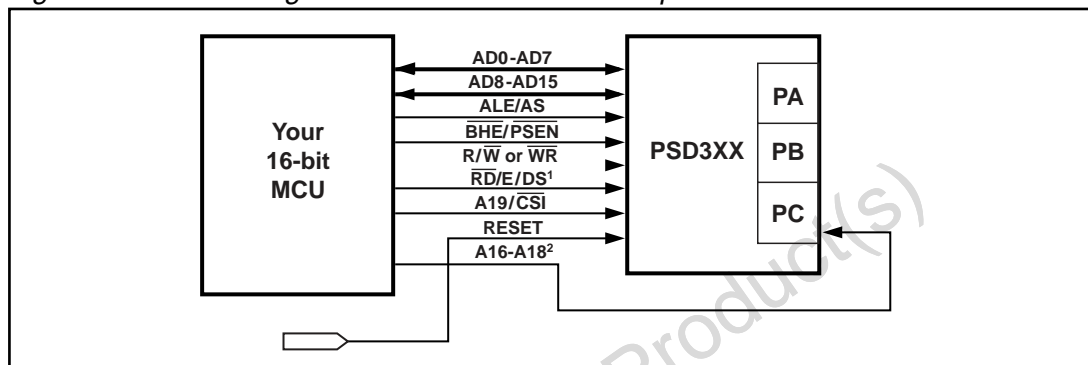 AD0-AD7
AD8-AD15
ALE/AS
BHE/PSEN
R/W or WR
RD/E/DS¹
A19/CSI
RESET
A16-A18²
Your
16-bit
MCU
PSD3XX
PA
PB
PC
Product(s)